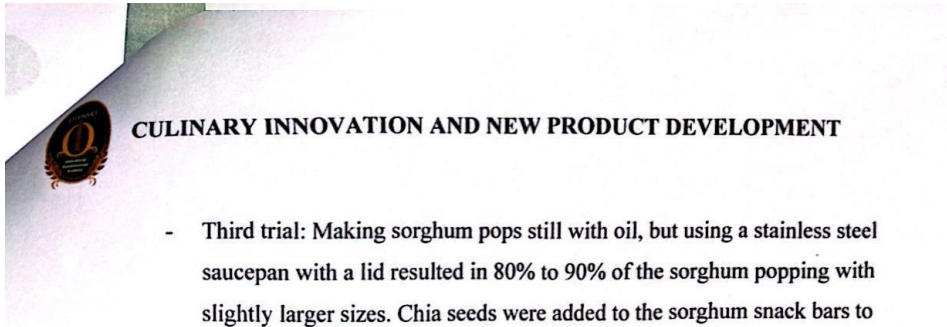 CULINARY INNOVATION AND NEW PRODUCT DEVELOPMENT
- Third trial: Making sorghum pops still with oil, but using a stainless steel
saucepan with a lid resulted in 80% to 90% of the sorghum popping with
slightly larger sizes. Chia seeds were added to the sorghum snack bars to